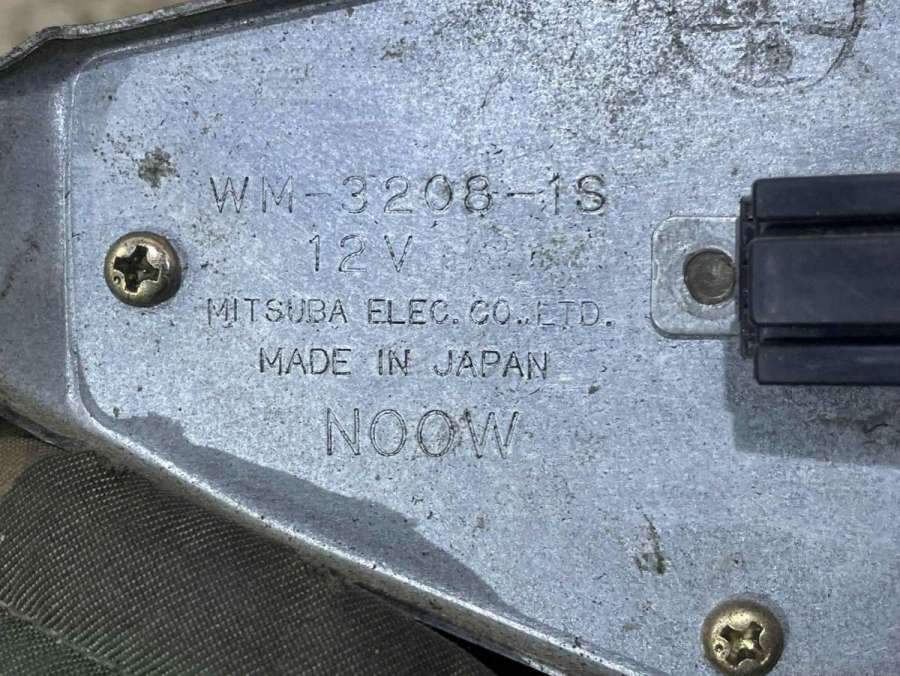 WM-3208-1S
12V
MITSUBA ELEC. CO., LTD.
MADE IN JAPAN
NOOW